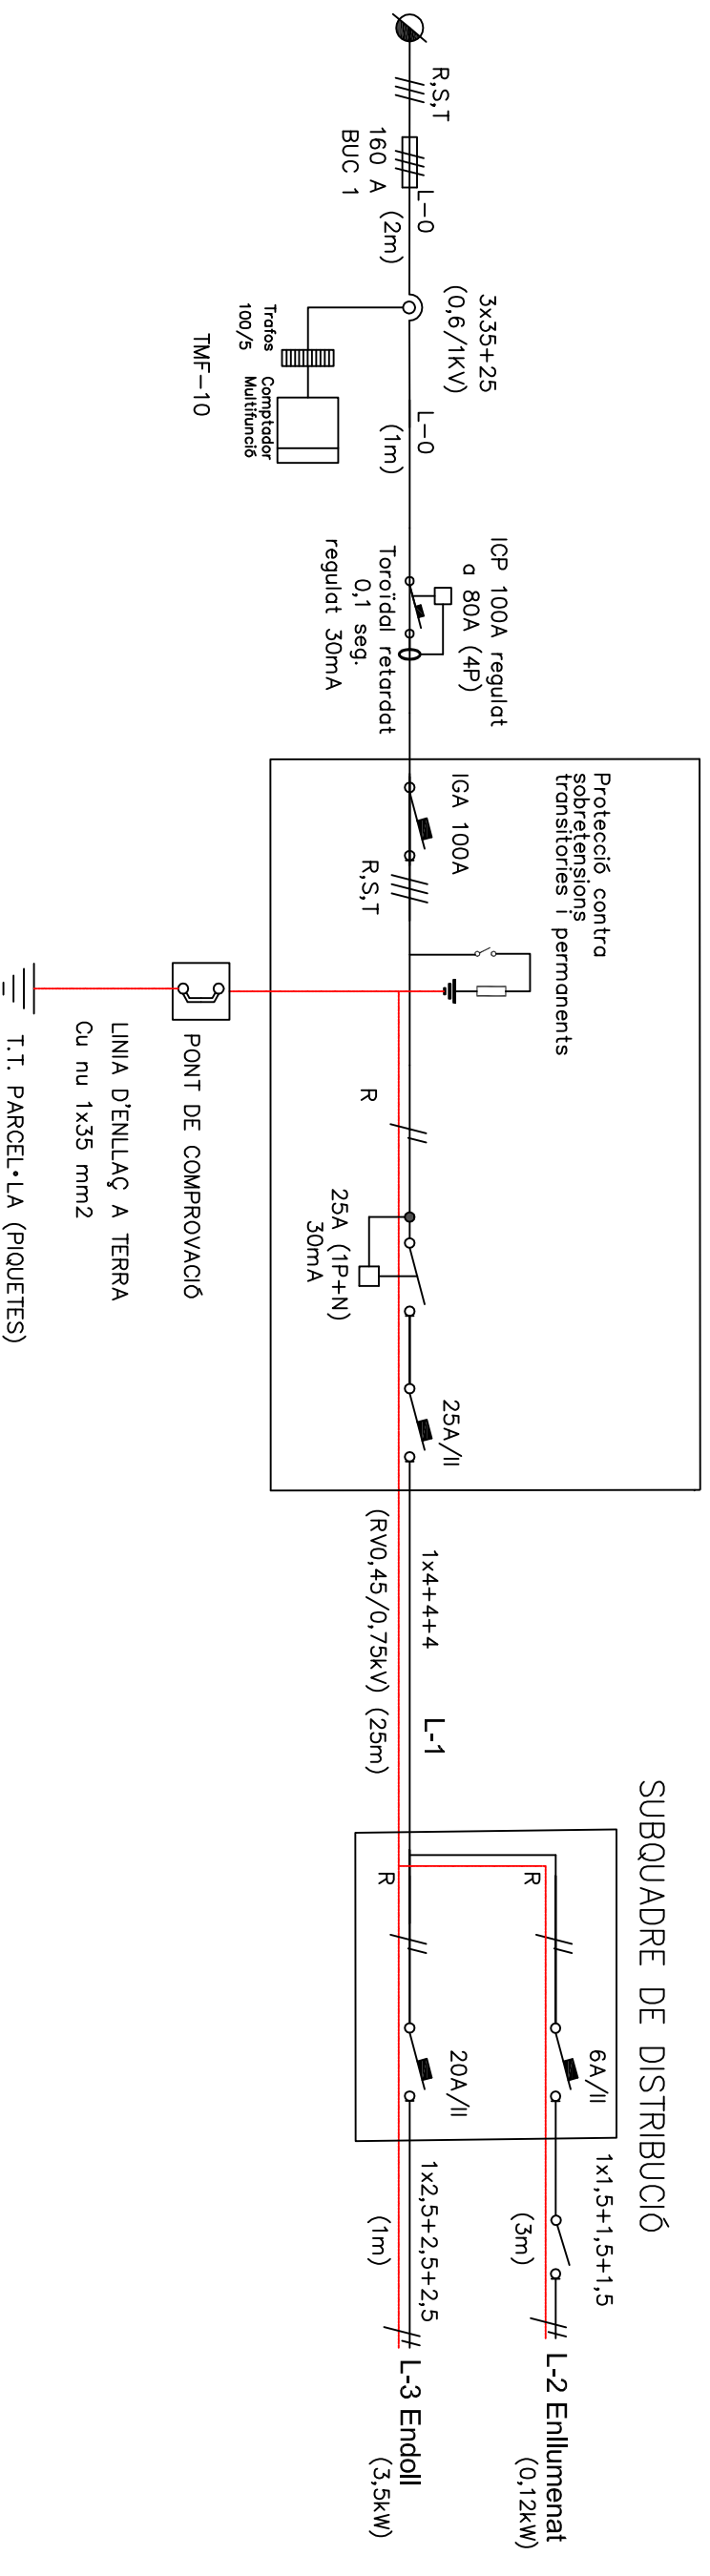 R,S,T
160 A
BUC 1
L-0
(2m)
3x35+25
(0,6/1KV)
Trafos
100/5
Comptador
Multifunció
TMF-10
L-0
(1m)
ICP 100A regulat
a 80A (4P)
Toroïdal retardat
0,1 seg.
regulat 30mA
Protecció contra
sobretensions
transitories i permanents
IGA 100A
R,S,T
R
25A (1P+N)
30mA
25A/II
PONT DE COMPROVACIÓ
LINIA D'ENLLAÇ A TERRA
Cu nu 1x35 mm2
T.T. PARCEL·LA (PIQUETES)
1x4+4+4
(RV0,45/0,75kV) (25m)
L-1
SUBQUADRE DE DISTRIBUCIÓ
R
6A/II
1x1,5+1,5+1,5
(3m)
L-2 Enllumenat
(0,12kW)
R
20A/II
1x2,5+2,5+2,5
(1m)
L-3 Endoll
(3,5kW)